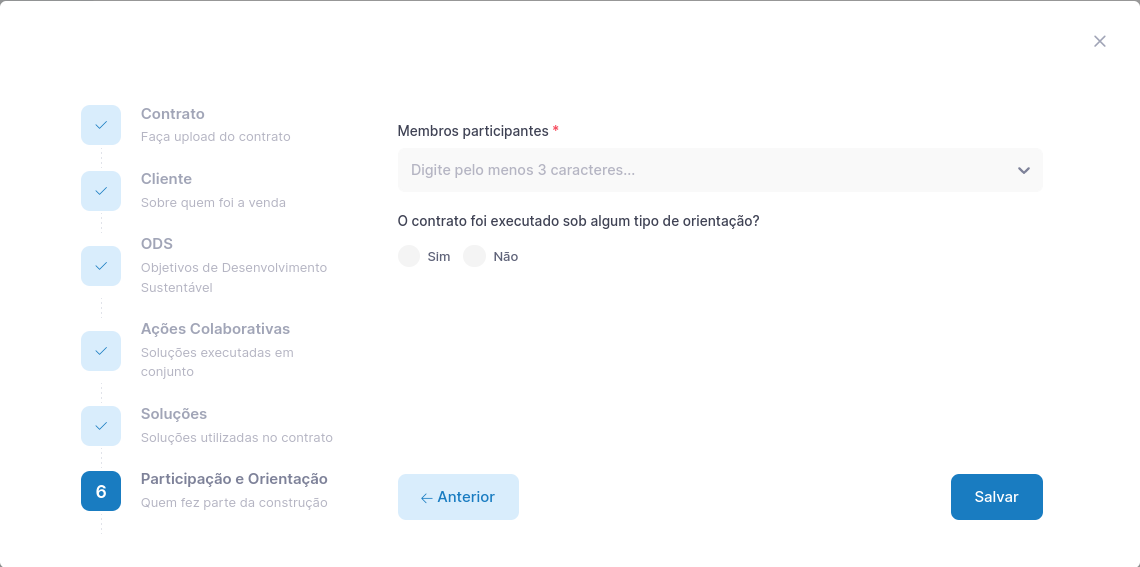 Contrato
Faça upload do contrato
Cliente
Sobre quem foi a venda
ODS
Objetivos de Desenvolvimento
Sustentável
Ações Colaborativas
Soluções executadas em
conjunto
Soluções
Soluções utilizadas no contrato
6
Participação e Orientação
Quem fez parte da construção
Membros participantes *
Digite pelo menos 3 caracteres...
O contrato foi executado sob algum tipo de orientação?
Sim Não
← Anterior
Salvar